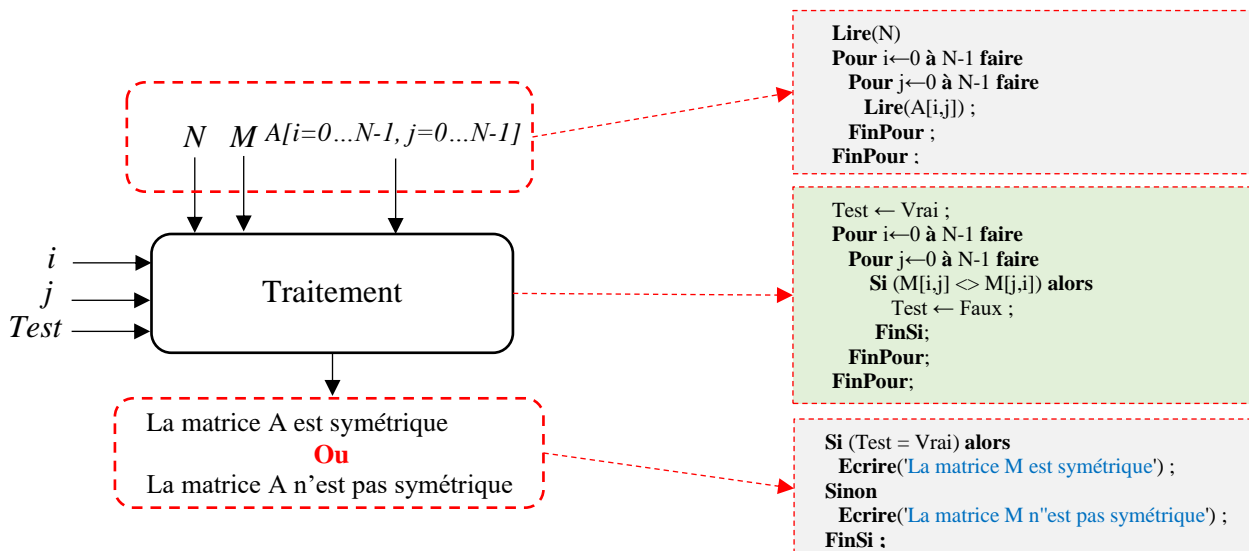 N M A[i=0…N-1, j=0…N-1]
i
j
Test
Traitement
La matrice A est symétrique
Ou
La matrice A n’est pas symétrique
Lire(N)
Pour i←0 à N-1 faire
Pour j←0 à N-1 faire
Lire(A[i,j]) ;
FinPour ;
FinPour ;
Test ← Vrai ;
Pour i←0 à N-1 faire
Pour j←0 à N-1 faire
Si (M[i,j] <> M[j,i]) alors
Test ← Faux ;
FinSi;
FinPour;
FinPour;
Si (Test = Vrai) alors
Ecrire('La matrice M est symétrique') ;
Sinon
Ecrire('La matrice M n''est pas symétrique') ;
FinSi ;